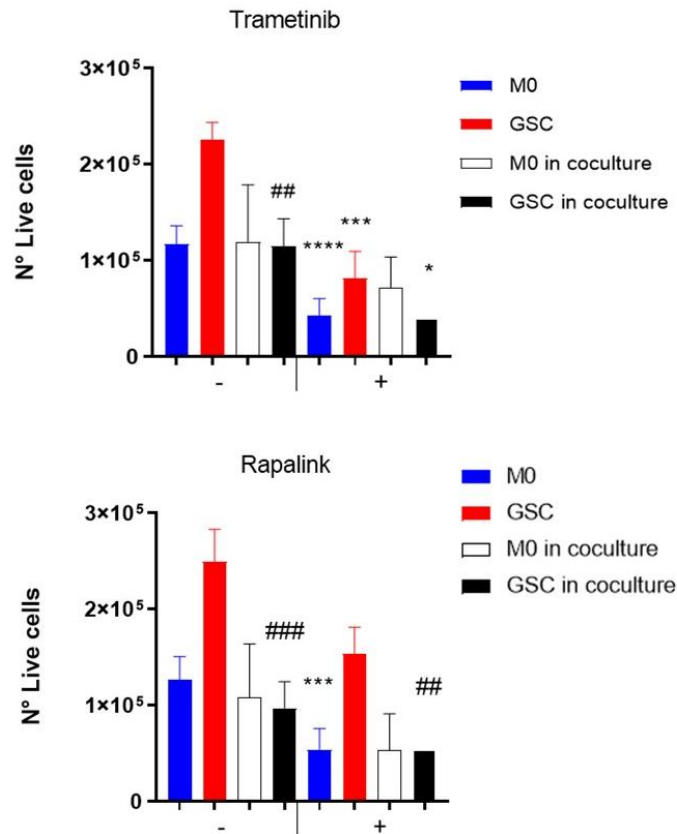 Trametinib
3×10⁵
2×10⁵
1×10⁵
0
N° Live cells
##
****
***
*
-
+
M0
GSC
M0 in coculture
GSC in coculture
Rapalink
3×10⁵
2×10⁵
1×10⁵
0
N° Live cells
###
***
##
-
+
M0
GSC
M0 in coculture
GSC in coculture